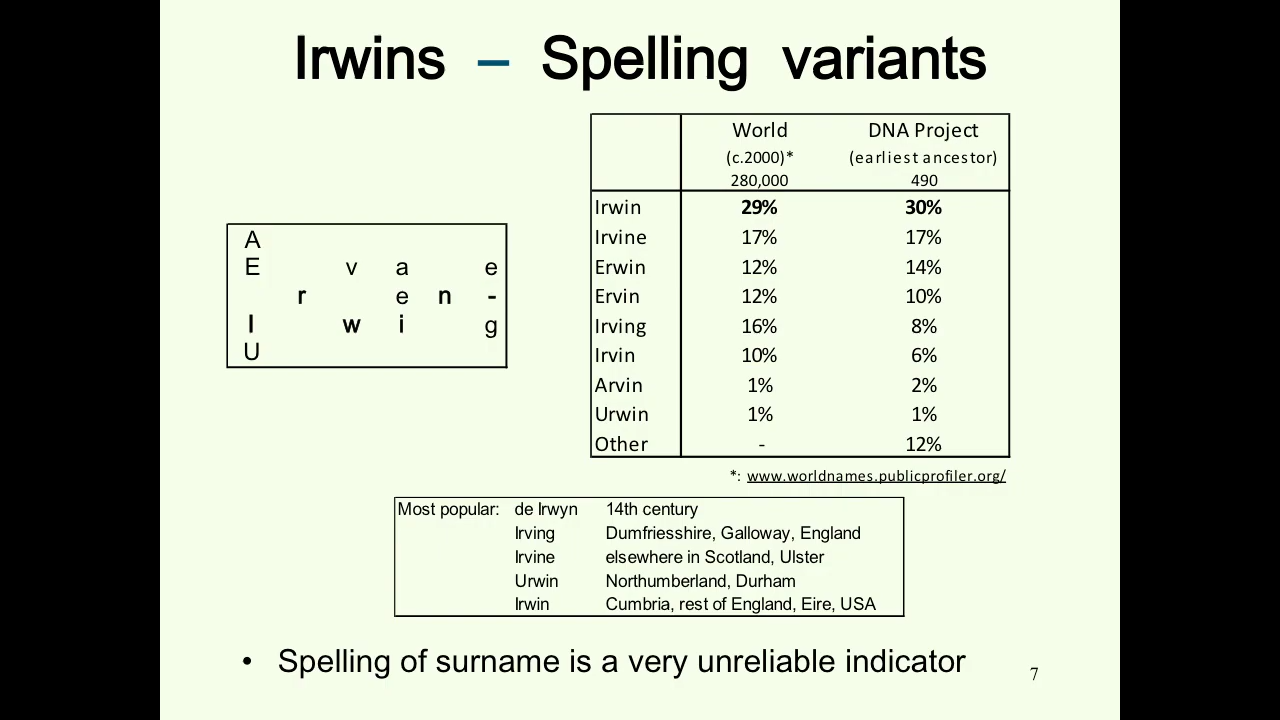 Irwins – Spelling variants
World DNA Project
(c.2000)* (earliest ancestor)
280,000 490
Irwin 29% 30%
Irvine 17% 17%
Erwin 12% 14%
Ervin 12% 10%
Irving 16% 8%
Irvin 10% 6%
Arvin 1% 2%
Urwin 1% 1%
Other - 12%
*: www.worldnames.publicprofiler.org/
A
E v a e
r e n -
I w i g
U
Most popular: de Irwyn 14th century
Irving Dumfriesshire, Galloway, England
Irvine elsewhere in Scotland, Ulster
Urwin Northumberland, Durham
Irwin Cumbria, rest of England, Eire, USA
• Spelling of surname is a very unreliable indicator
7